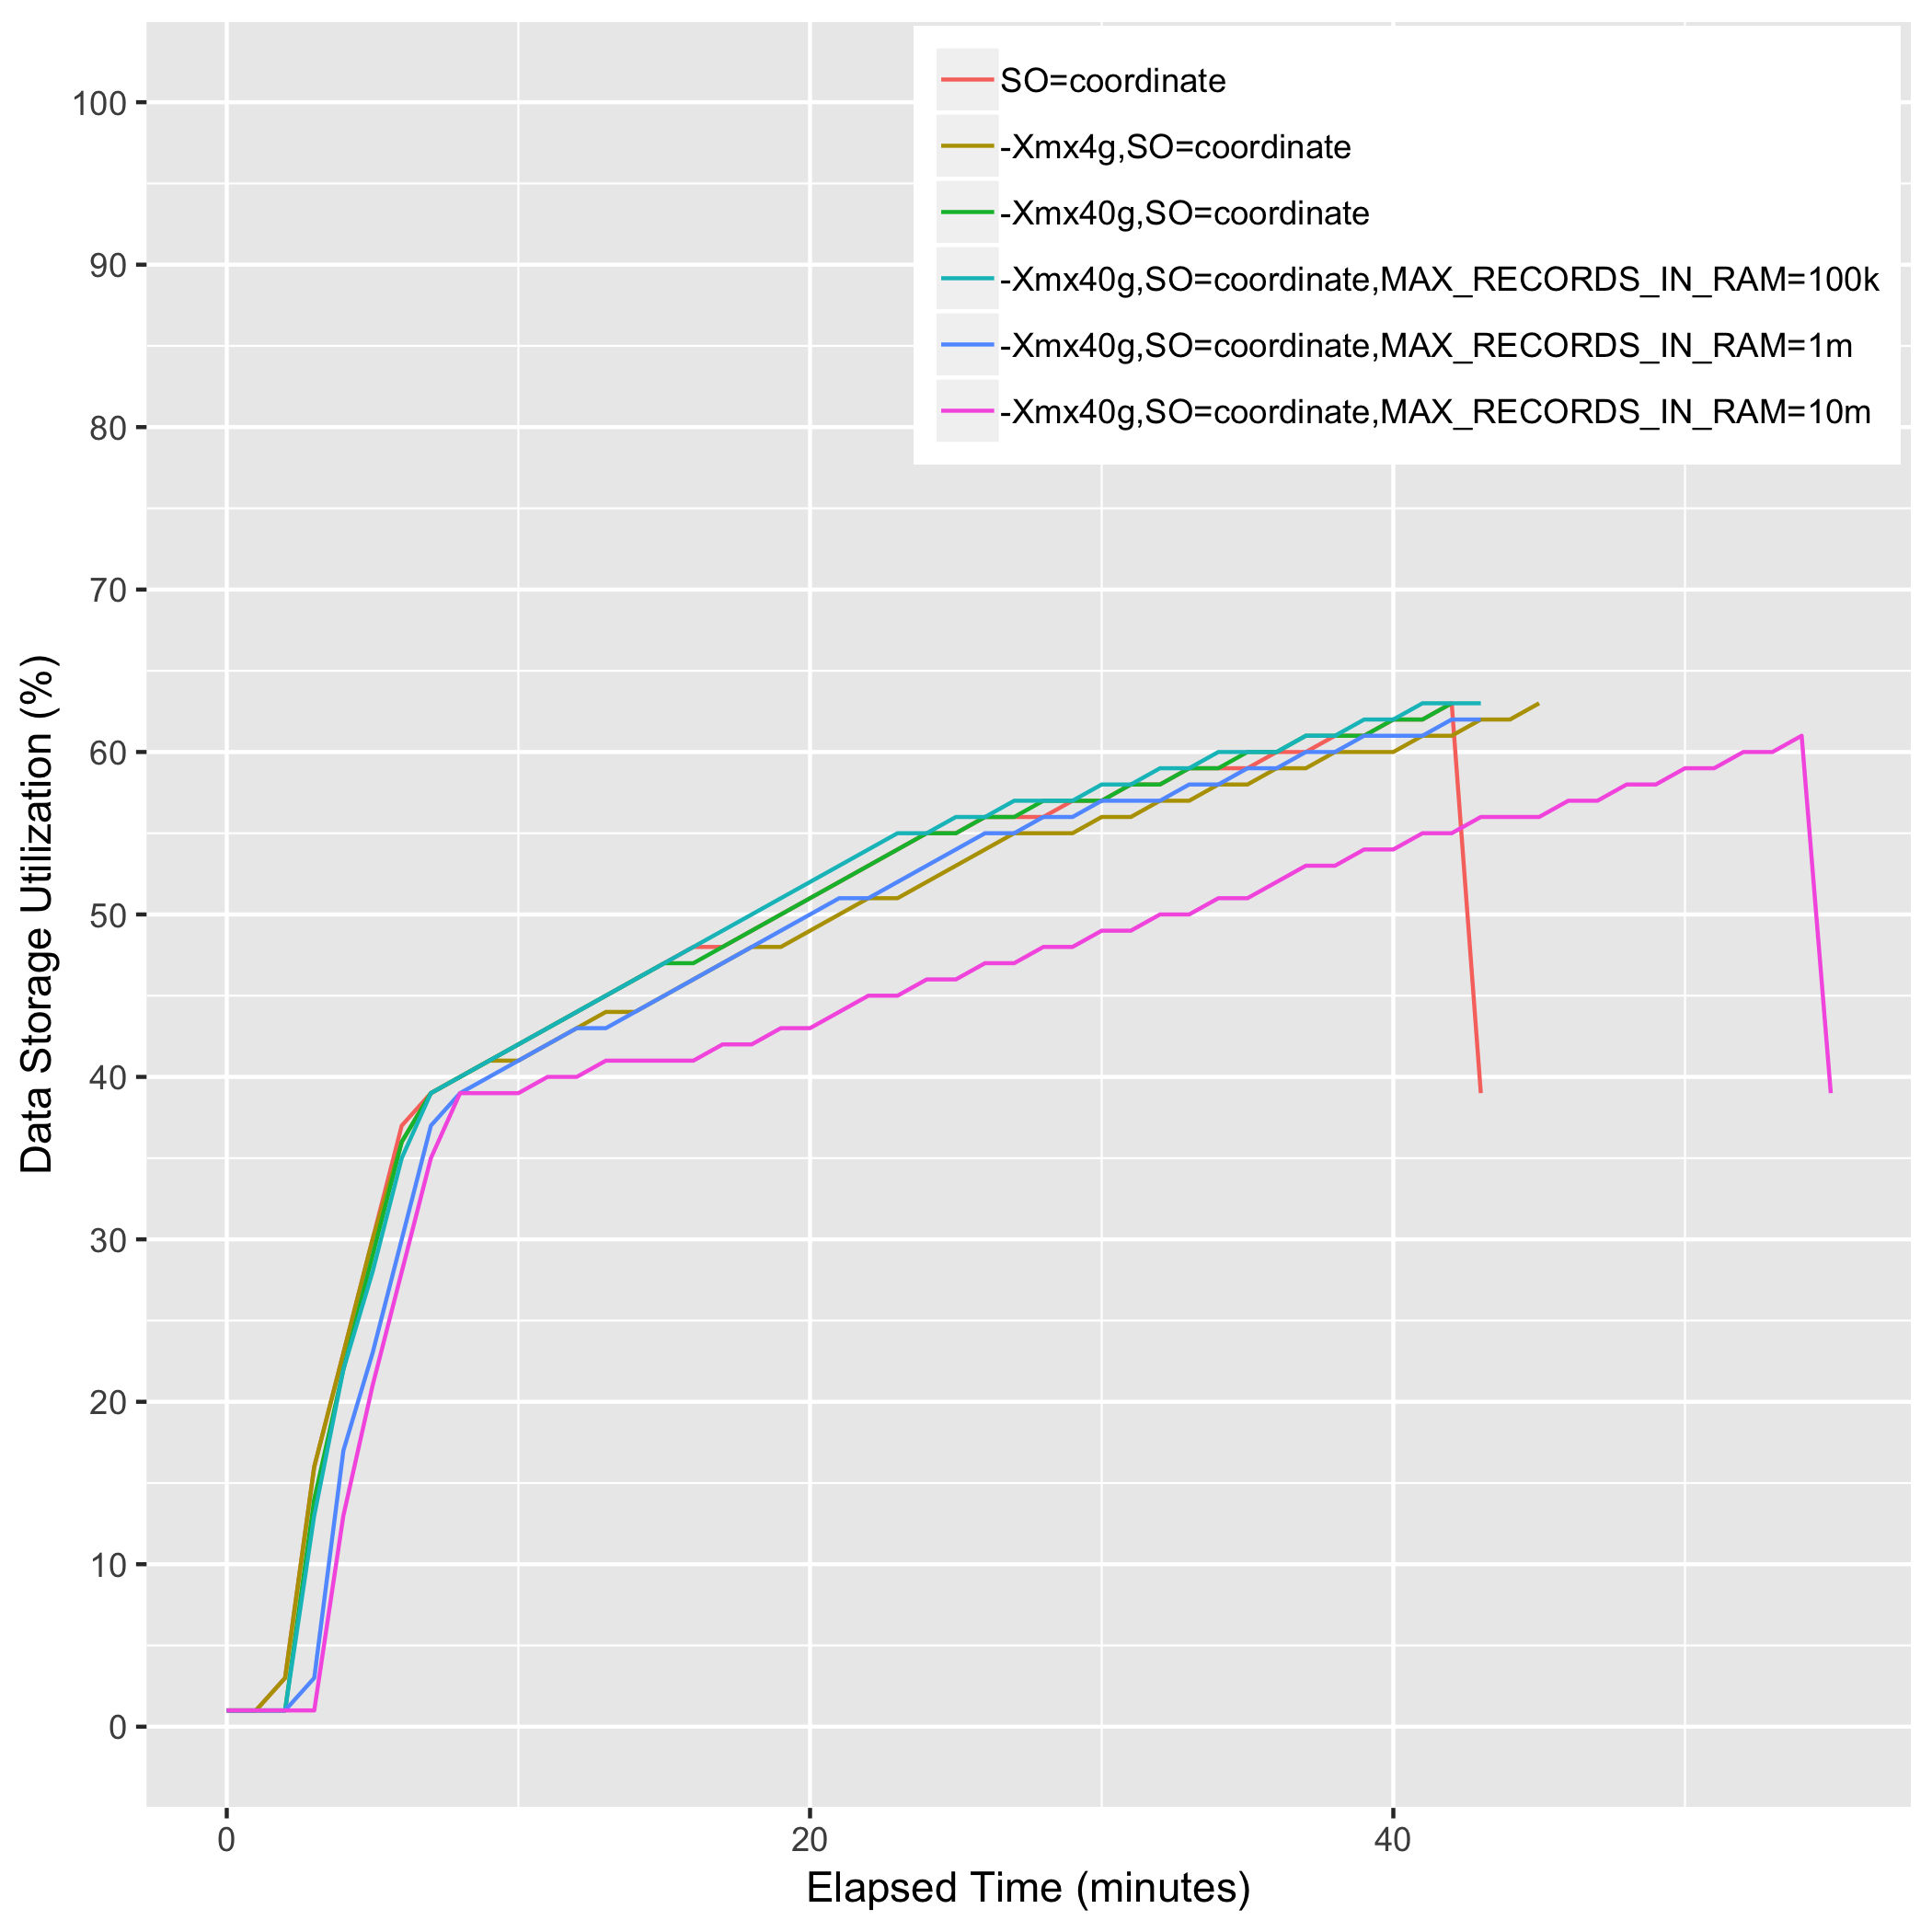 SO=coordinate
-Xmx4g,SO=coordinate
-Xmx40g,SO=coordinate
-Xmx40g,SO=coordinate,MAX_RECORDS_IN_RAM=100k
-Xmx40g,SO=coordinate,MAX_RECORDS_IN_RAM=1m
-Xmx40g,SO=coordinate,MAX_RECORDS_IN_RAM=10m
Data Storage Utilization (%)
100
90
80
70
60
50
40
30
20
10
0
0 20 40
Elapsed Time (minutes)